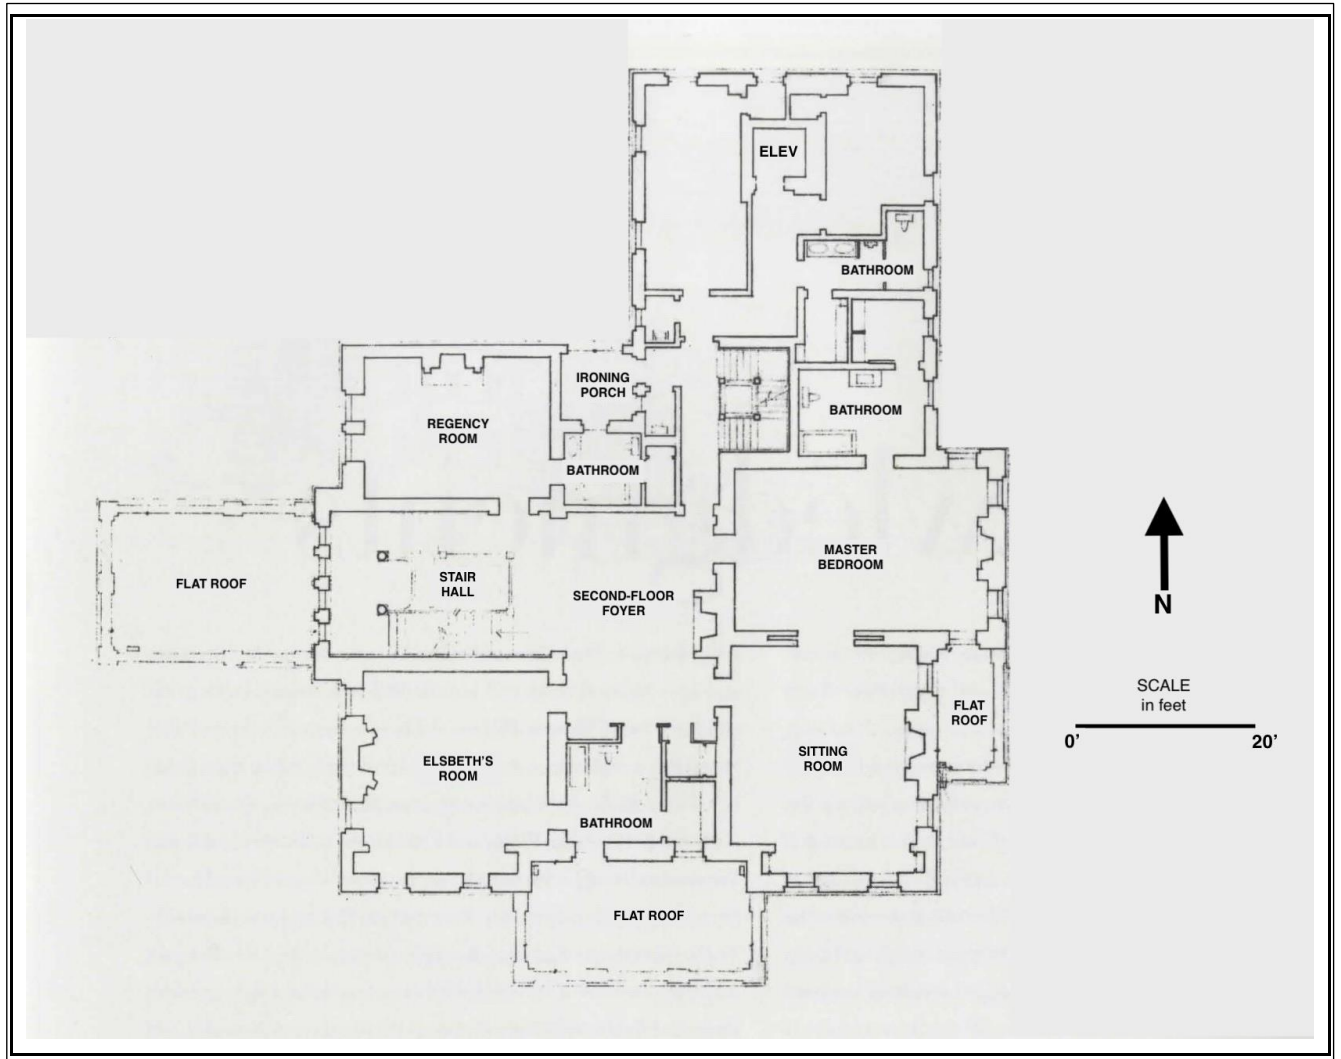 ELEV
BATHROOM
IRONING
PORCH
REGENCY
ROOM
BATHROOM
BATHROOM
MASTER
BEDROOM
FLAT ROOF
STAIR
HALL
SECOND-FLOOR
FOYER
N
SCALE
in feet
0’
20’
FLAT
ROOF
ELSBETH’S
ROOM
SITTING
ROOM
BATHROOM
FLAT ROOF